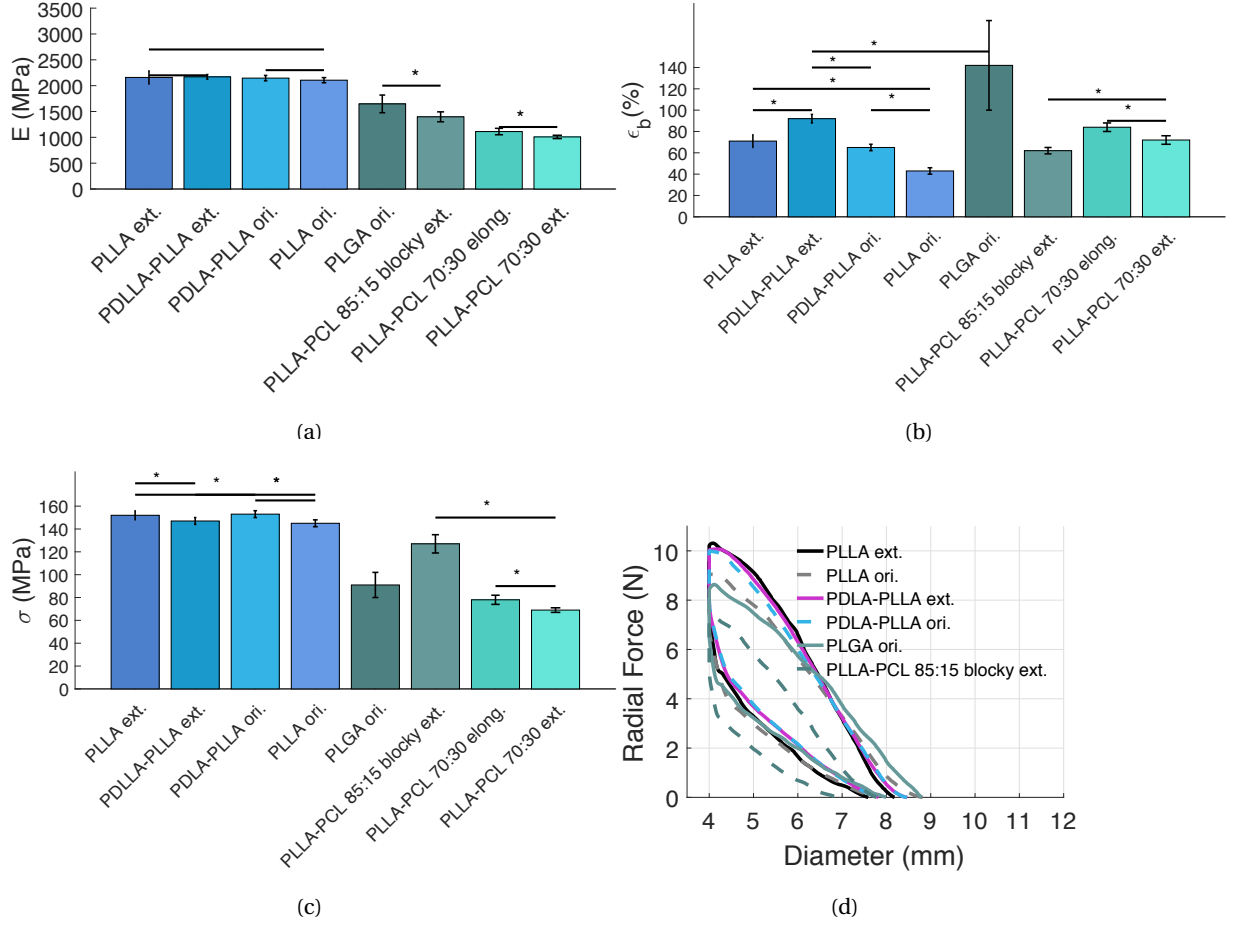 3500
3000
2500
2000
1500
1000
500
0
E (MPa)
PLLA ext.
PDLLA-PLLA ext.
PDLA-PLLA ori.
PLLA ori.
PLGA ori.
PLLA-PCL 85:15 blocky ext.
PLLA-PCL 70:30 elong.
PLLA-PCL 70:30 ext.
*
*
(a)
140
120
100
80
60
40
20
0
ϵb(%)
PLLA ext.
PDLLA-PLLA ext.
PDLA-PLLA ori.
PLLA ori.
PLGA ori.
PLLA-PCL 85:15 blocky ext.
PLLA-PCL 70:30 elong.
PLLA-PCL 70:30 ext.
*
*
*
*
*
*
*
(b)
160
140
120
100
80
60
40
20
0
σ (MPa)
PLLA ext.
PDLLA-PLLA ext.
PDLA-PLLA ori.
PLLA ori.
PLGA ori.
PLLA-PCL 85:15 blocky ext.
PLLA-PCL 70:30 elong.
PLLA-PCL 70:30 ext.
*
*
*
*
*
(c)
10
8
6
4
2
0
Radial Force (N)
PLLA ext.
PLLA ori.
PDLA-PLLA ext.
PDLA-PLLA ori.
PLGA ori.
PLLA-PCL 85:15 blocky ext.
4 5 6 7 8 9 10 11 12
Diameter (mm)
(d)